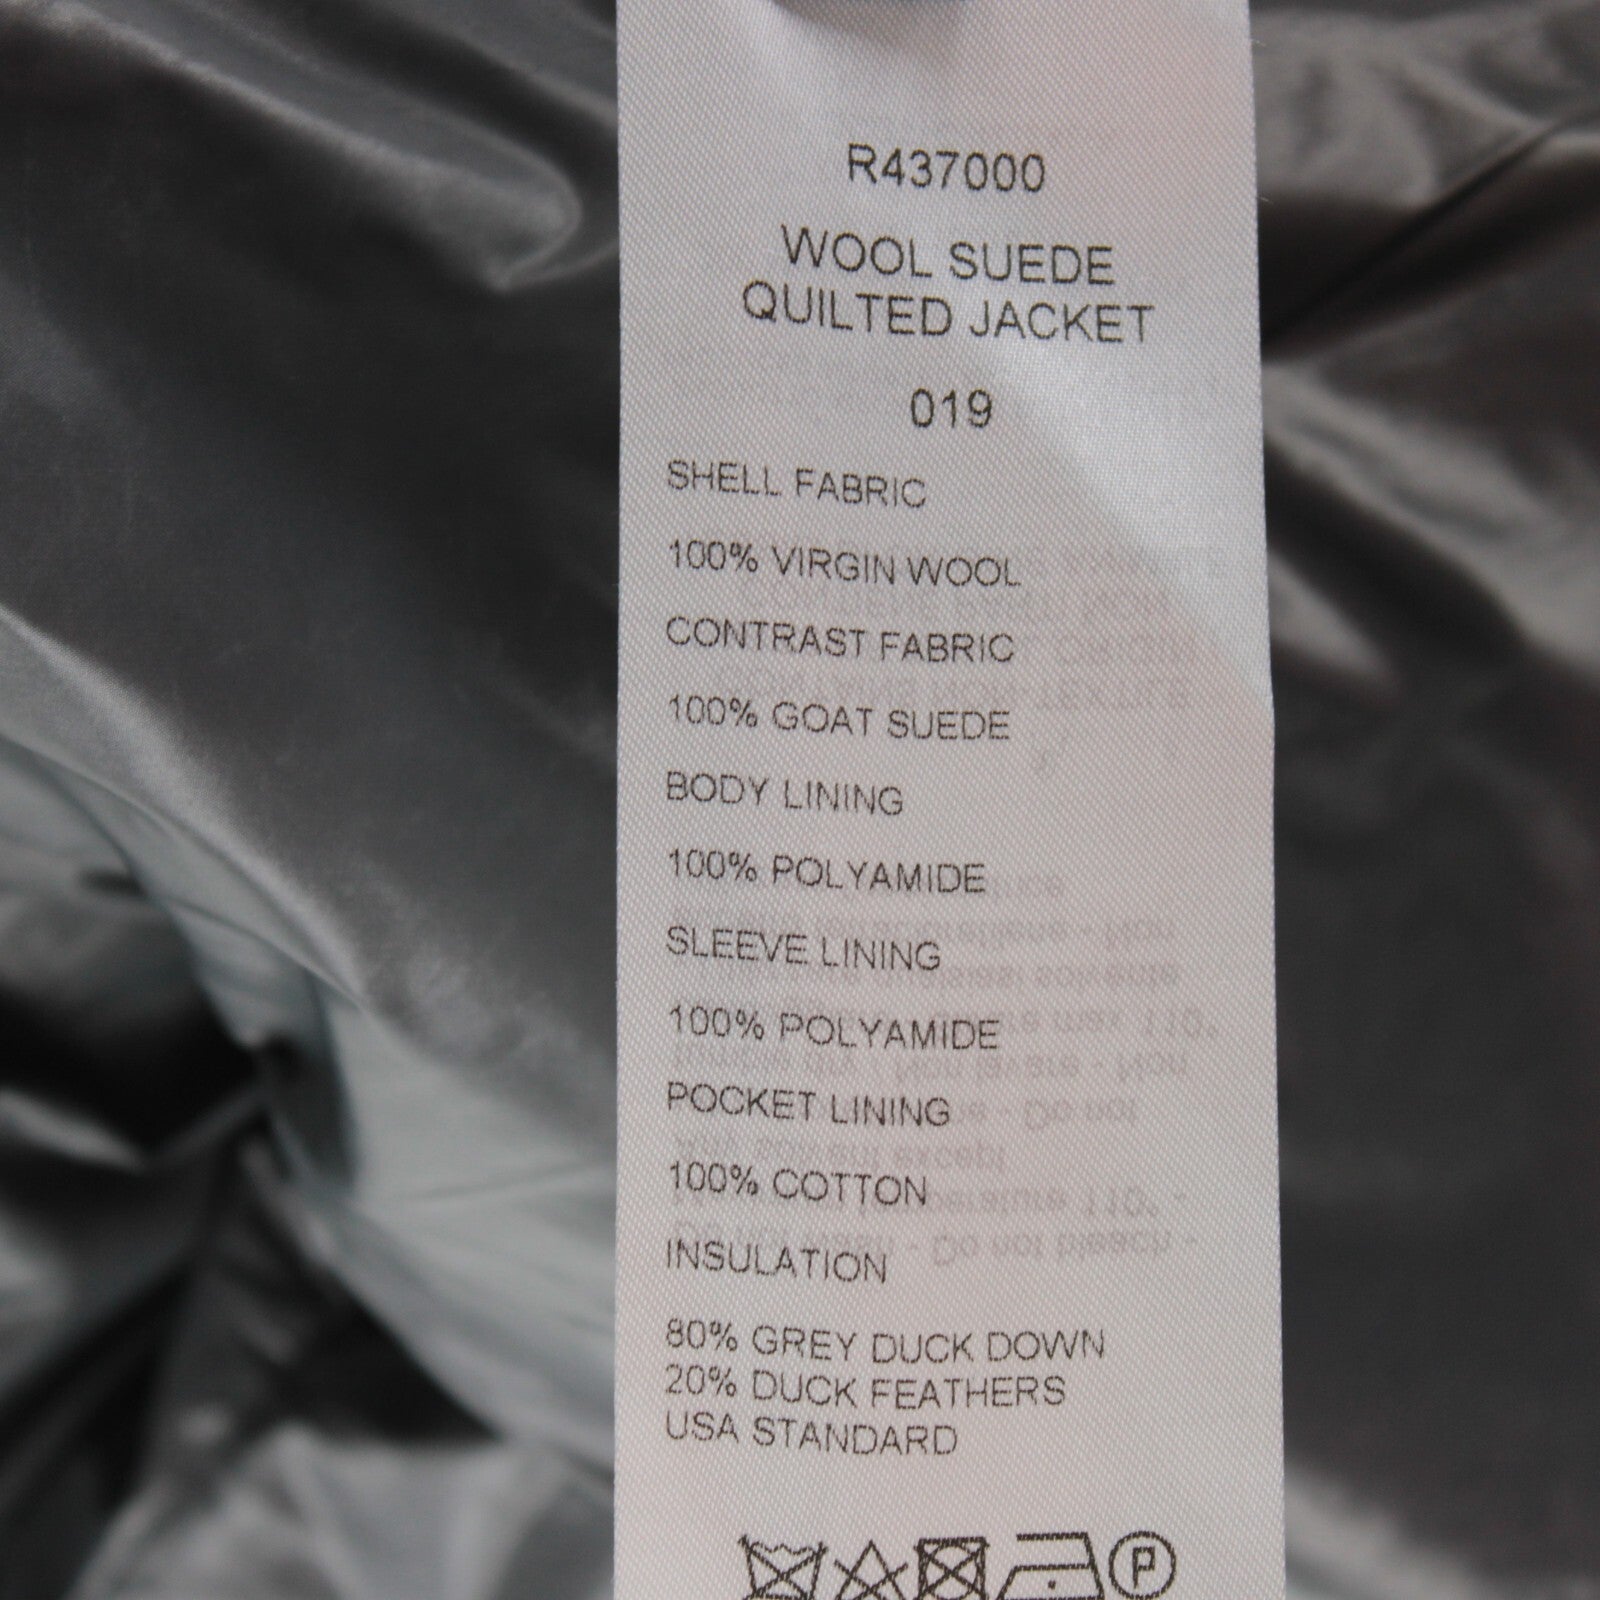 R437000
WOOL SUEDE
QUILTED JACKET
019
SHELL FABRIC
100% VIRGIN WOOL
CONTRAST FABRIC
100% GOAT SUEDE
BODY LINING
100% POLYAMIDE
SLEEVE LINING
100% POLYAMIDE
POCKET LINING
100% COTTON
INSULATION
80% GREY DUCK DOWN
20% DUCK FEATHERS
USA STANDARD
P